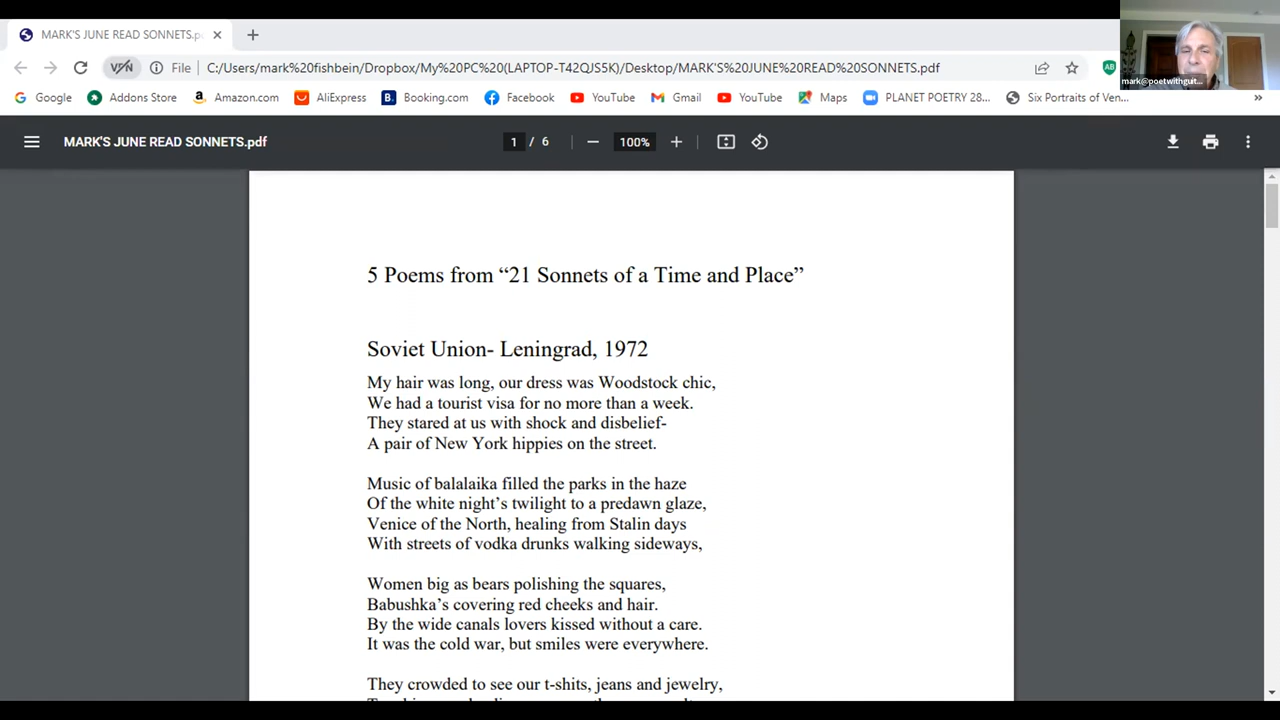 MARK'S JUNE READ SONNETS.pdf
File C:/Users/mark%20fishbein/Dropbox/My%20PC%20(LAPTOP-T42QJS5K)/Desktop/MARK'S%20JUNE%20READ%20SONNETS.pdf
mark@poetwithgut...
Google Addons Store Amazon.com AliExpress Booking.com Facebook YouTube Gmail YouTube Maps PLANET POETRY 28... Six Portraits of Ven... »
MARK'S JUNE READ SONNETS.pdf 1 / 6 100%
5 Poems from “21 Sonnets of a Time and Place”
Soviet Union- Leningrad, 1972
My hair was long, our dress was Woodstock chic,
We had a tourist visa for no more than a week.
They stared at us with shock and disbelief-
A pair of New York hippies on the street.
Music of balalaika filled the parks in the haze
Of the white night’s twilight to a predawn glaze,
Venice of the North, healing from Stalin days
With streets of vodka drunks walking sideways,
Women big as bears polishing the squares,
Babushka’s covering red cheeks and hair.
By the wide canals lovers kissed without a care.
It was the cold war, but smiles were everywhere.
They crowded to see our t-shits, jeans and jewelry,